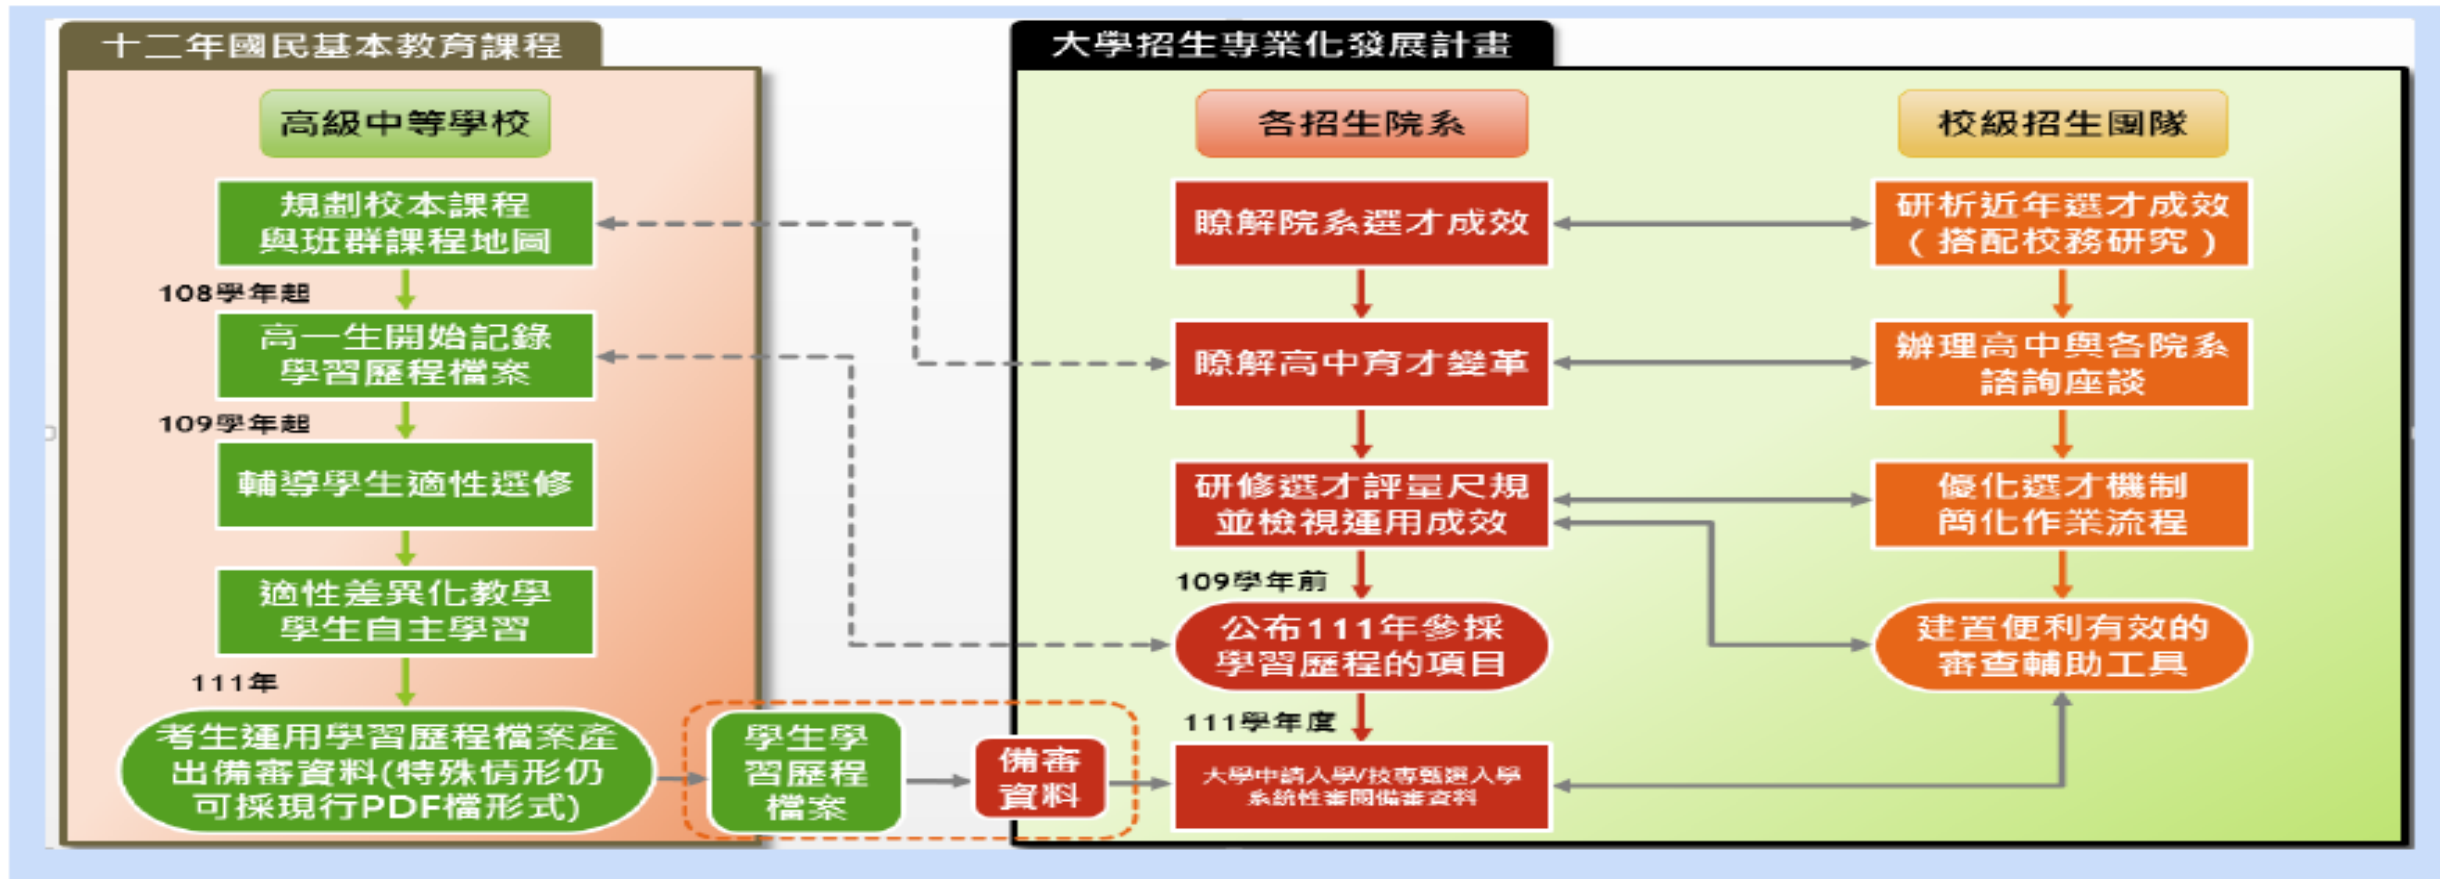 十二年國民基本教育課程
高級中等學校
規劃校本課程
與班群課程地圖
108學年起
高一生開始記錄
學習歷程檔案
109學年起
輔導學生適性選修
適性差異化教學
學生自主學習
111年
考生運用學習歷程檔案產
出備審資料(特殊情形仍
可採現行PDF檔形式)
學生學
習歷程
檔案
備審
資料
大學招生專業化發展計畫
各招生院系
瞭解院系選才成效
瞭解高中育才變革
研修選才評量尺規
並檢視運用成效
109學年前
公布111年參採
學習歷程的項目
111學年度
大學申請入學/技專甄選入學
系統性審閱備審資料
校級招生團隊
研析近年選才成效
(搭配校務研究)
辦理高中與各院系
諮詢座談
優化選才機制
簡化作業流程
建置便利有效的
審查輔助工具